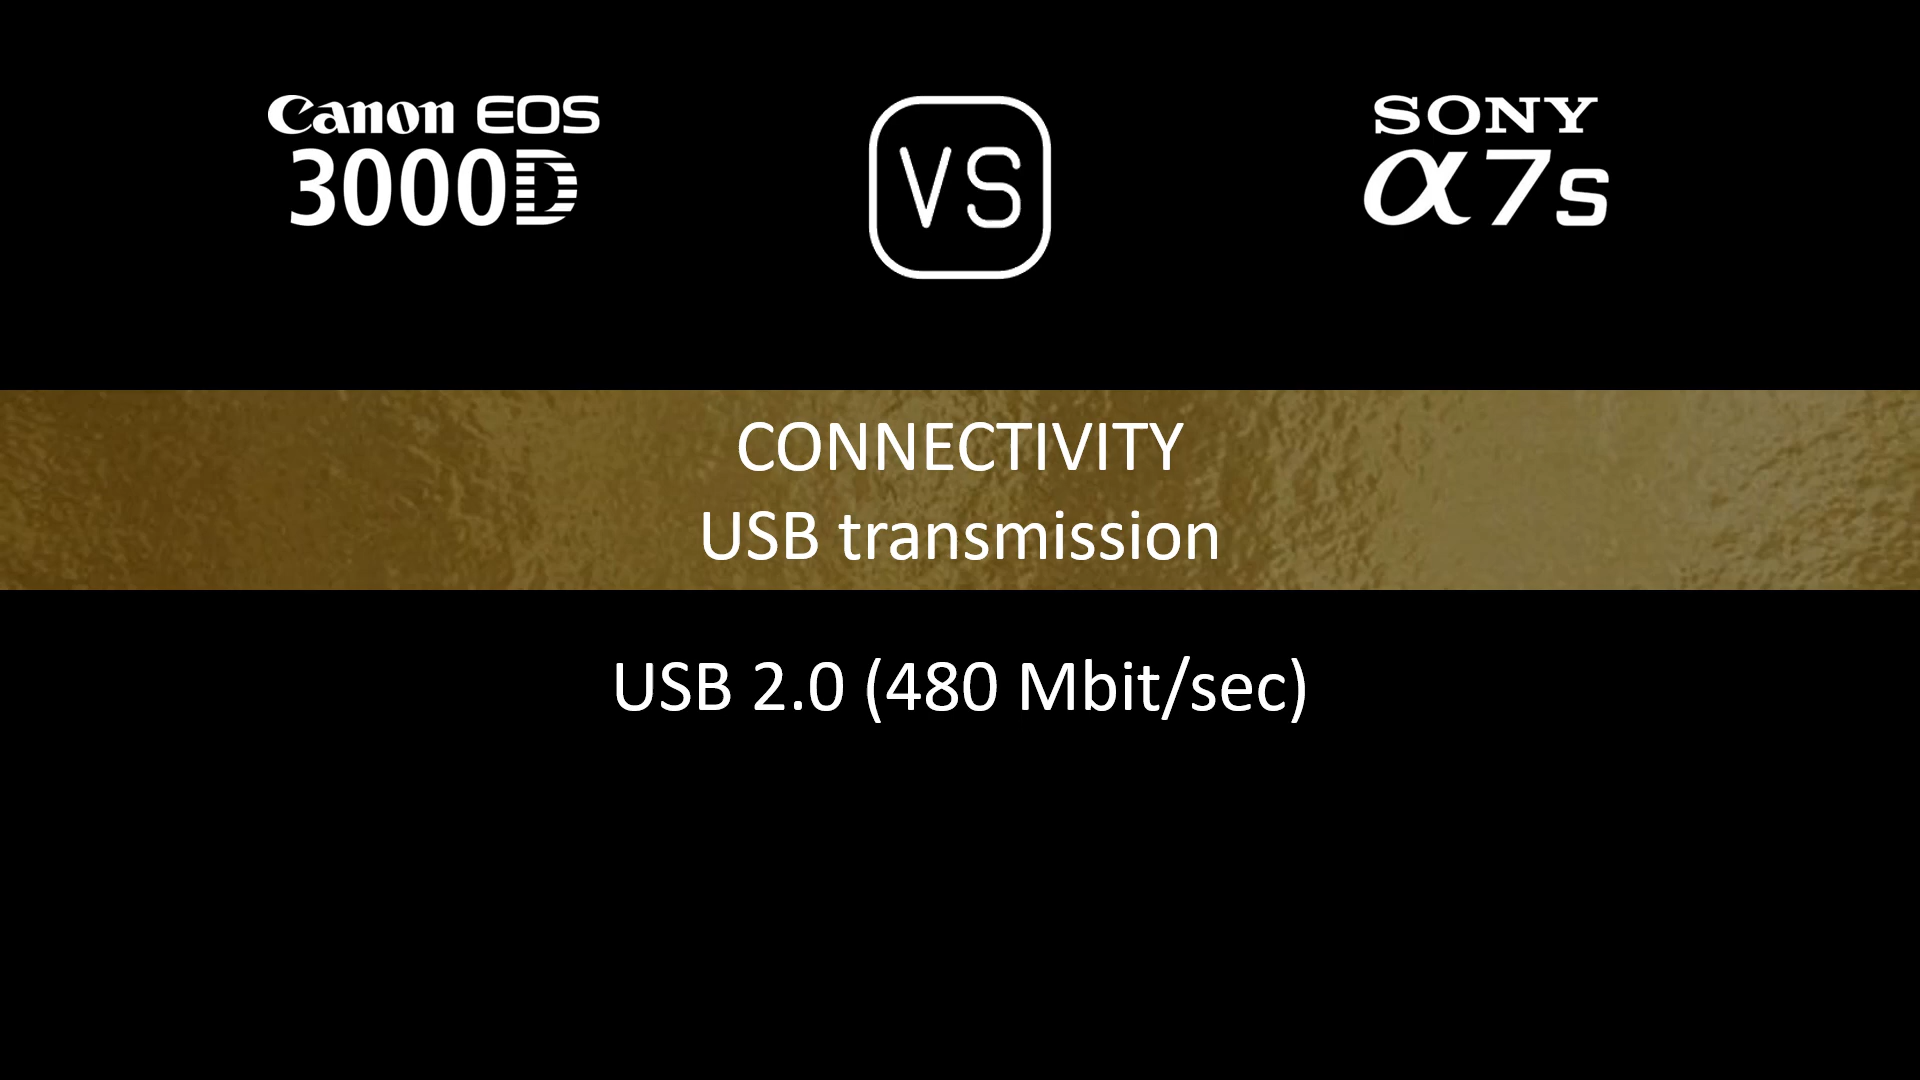 Canon EOS
3000D
VS
SONY
α7s
CONNECTIVITY
USB transmission
USB 2.0 (480 Mbit/sec)